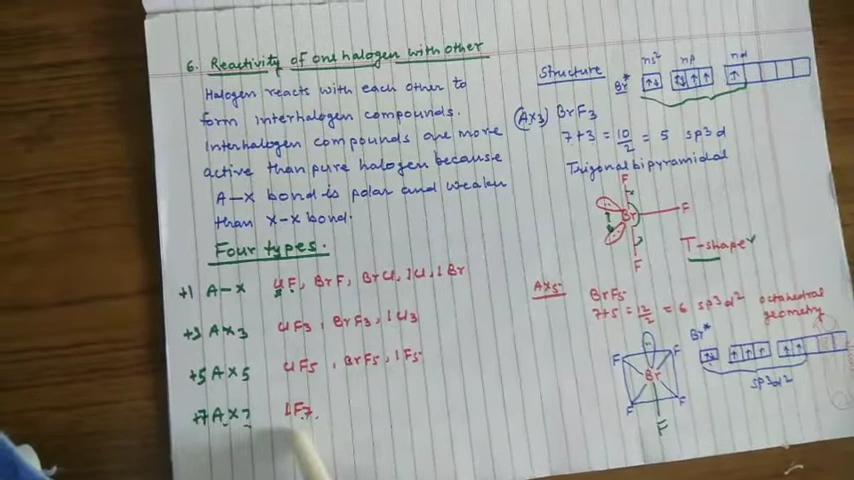 6. Reactivity of one halogen with other
Halogen reacts with each other to
form interhalogen compounds.
Interhalogen compounds are more
active than pure halogen because
A-X bond is polar and weaker
than X-X bond.
Four types.
+1 A-X ClF, BrF, BrCl, ICl, IBr
+3 AX3 ClF3, BrF3, ICl3
+5 AX5 ClF5, BrF5, IF5
+7 AX7 IF7.
Structure
Br* ns² np nd
(AX3) BrF3
7+3 = 10/2 = 5 sp3d
Trigonal bipyramidal
F
Br F
F
T-shape
AX5 BrF5
7+5 = 12/2 = 6 sp3d² octahedral
geometry
Br*
sp3d²
F F
Br
F F
F